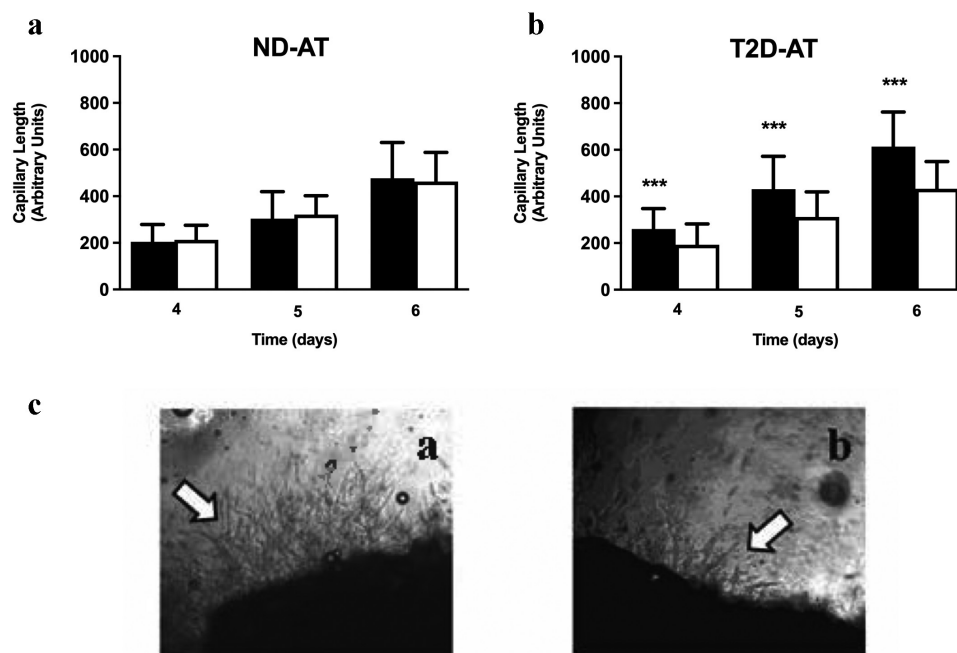 a
ND-AT
1000
800
600
400
200
0
Capillary Length
(Arbitrary Units)
4 5 6
Time (days)
b
T2D-AT
1000
800
600
400
200
0
Capillary Length
(Arbitrary Units)
***
***
***
4 5 6
Time (days)
c
a
b